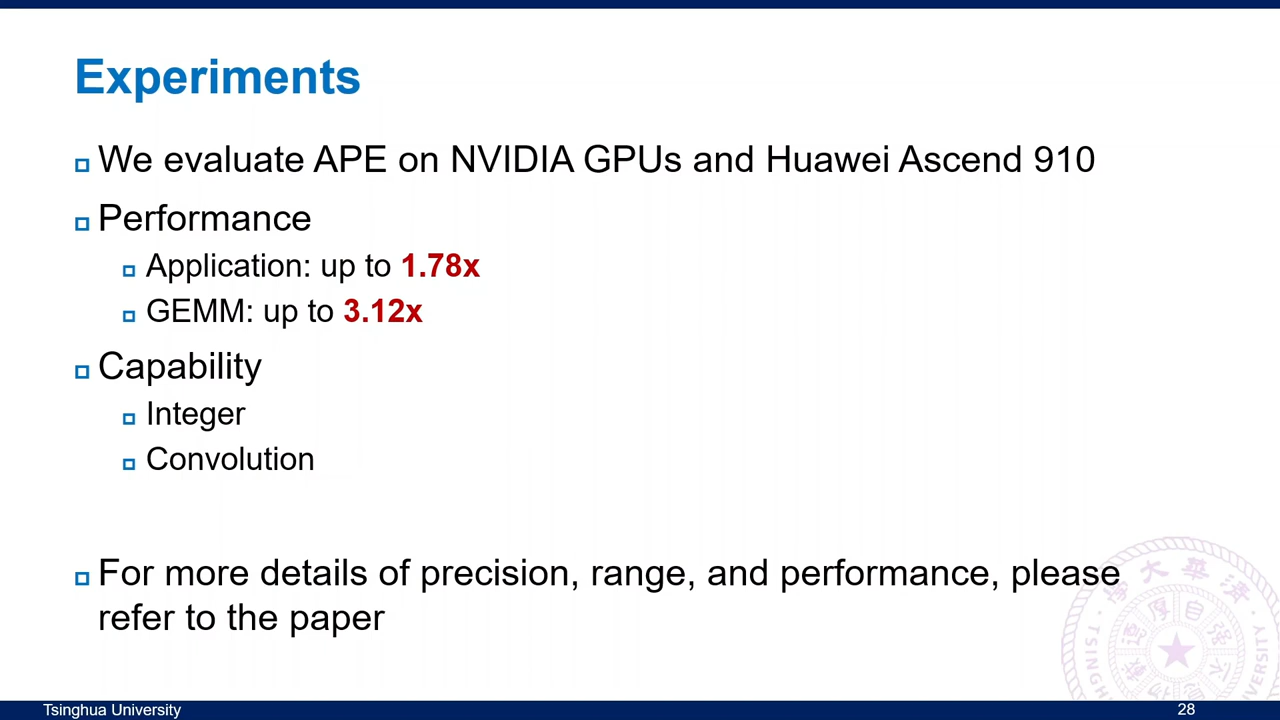 Experiments
We evaluate APE on NVIDIA GPUs and Huawei Ascend 910
Performance
Application: up to 1.78x
GEMM: up to 3.12x
Capability
Integer
Convolution
For more details of precision, range, and performance, please
refer to the paper
Tsinghua University
28